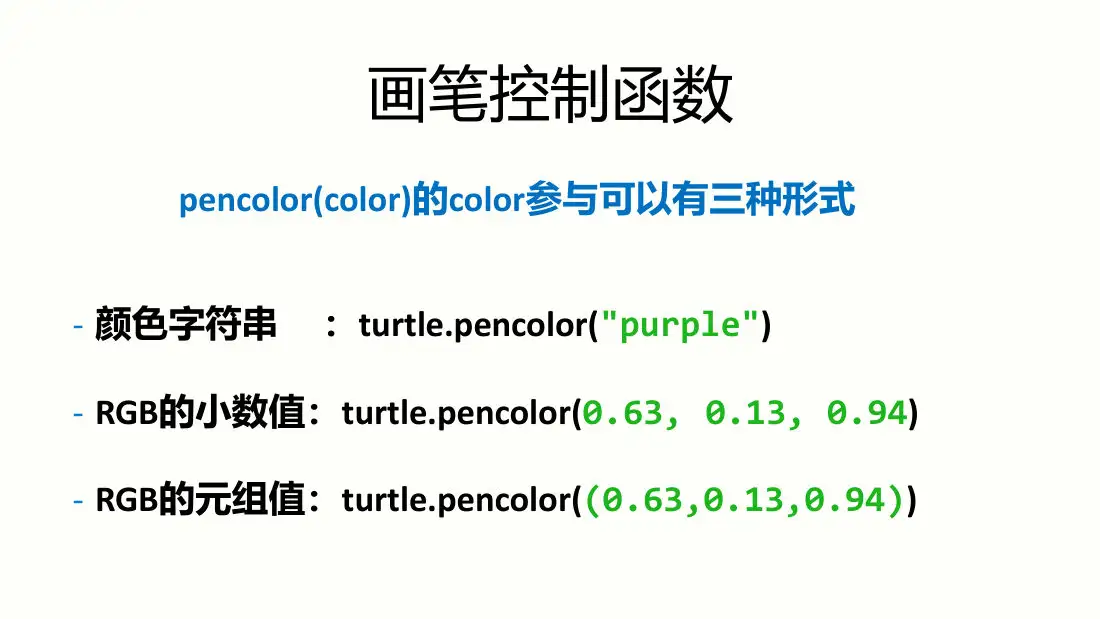 画笔控制函数
pencolor(color)的color参与可以有三种形式
- 颜色字符串 ：turtle.pencolor("purple")
- RGB的小数值：turtle.pencolor(0.63, 0.13, 0.94)
- RGB的元组值：turtle.pencolor((0.63,0.13,0.94))